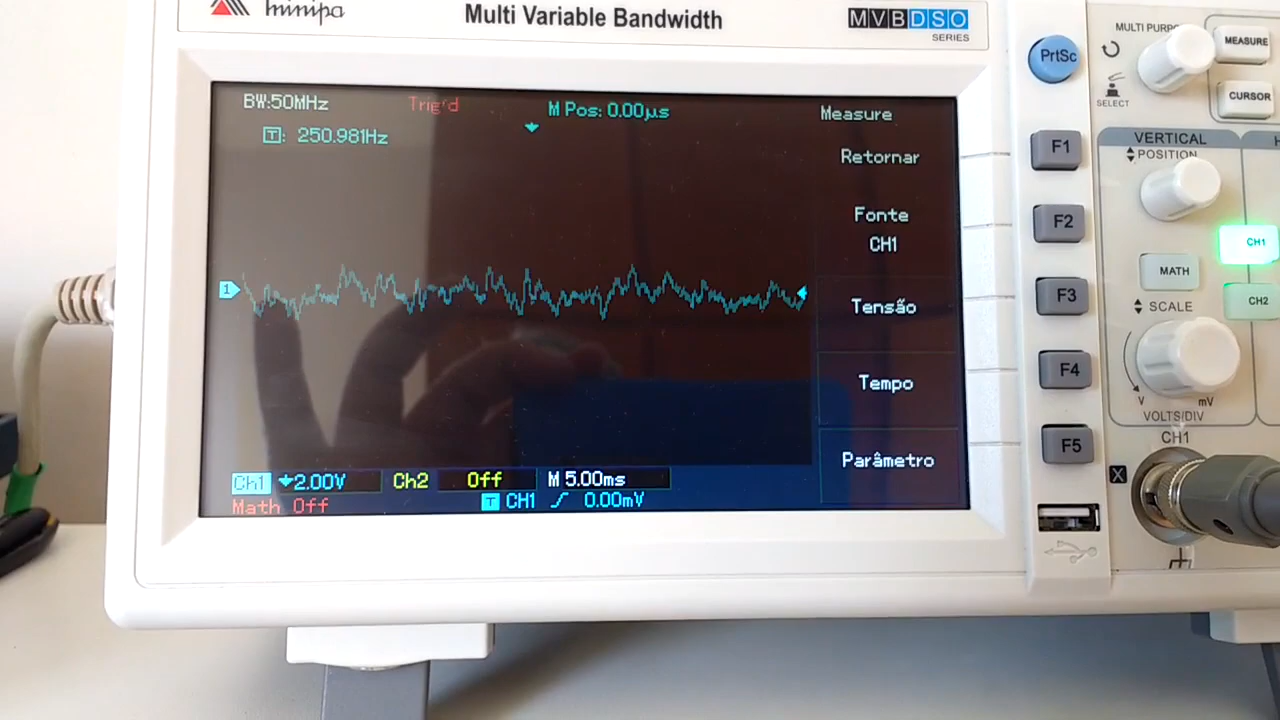 minipa
Multi Variable Bandwidth
MVBDSO
SERIES
BW:50MHz
Trig'd
M Pos: 0.00µs
T: 250.981Hz
Measure
Retornar
Fonte
CH1
Tensão
Tempo
Parâmetro
1
Ch1
2.00V
Ch2
Off
M 5.00ms
Math Off
T CH1
0.00mV
PrtSc
F1
F2
F3
F4
F5
MULTI
SELECT
MEASURE
CURSOR
VERTICAL
POSITION
CH1
MATH
CH2
SCALE
V
mV
VOLTS/DIV
CH1
X